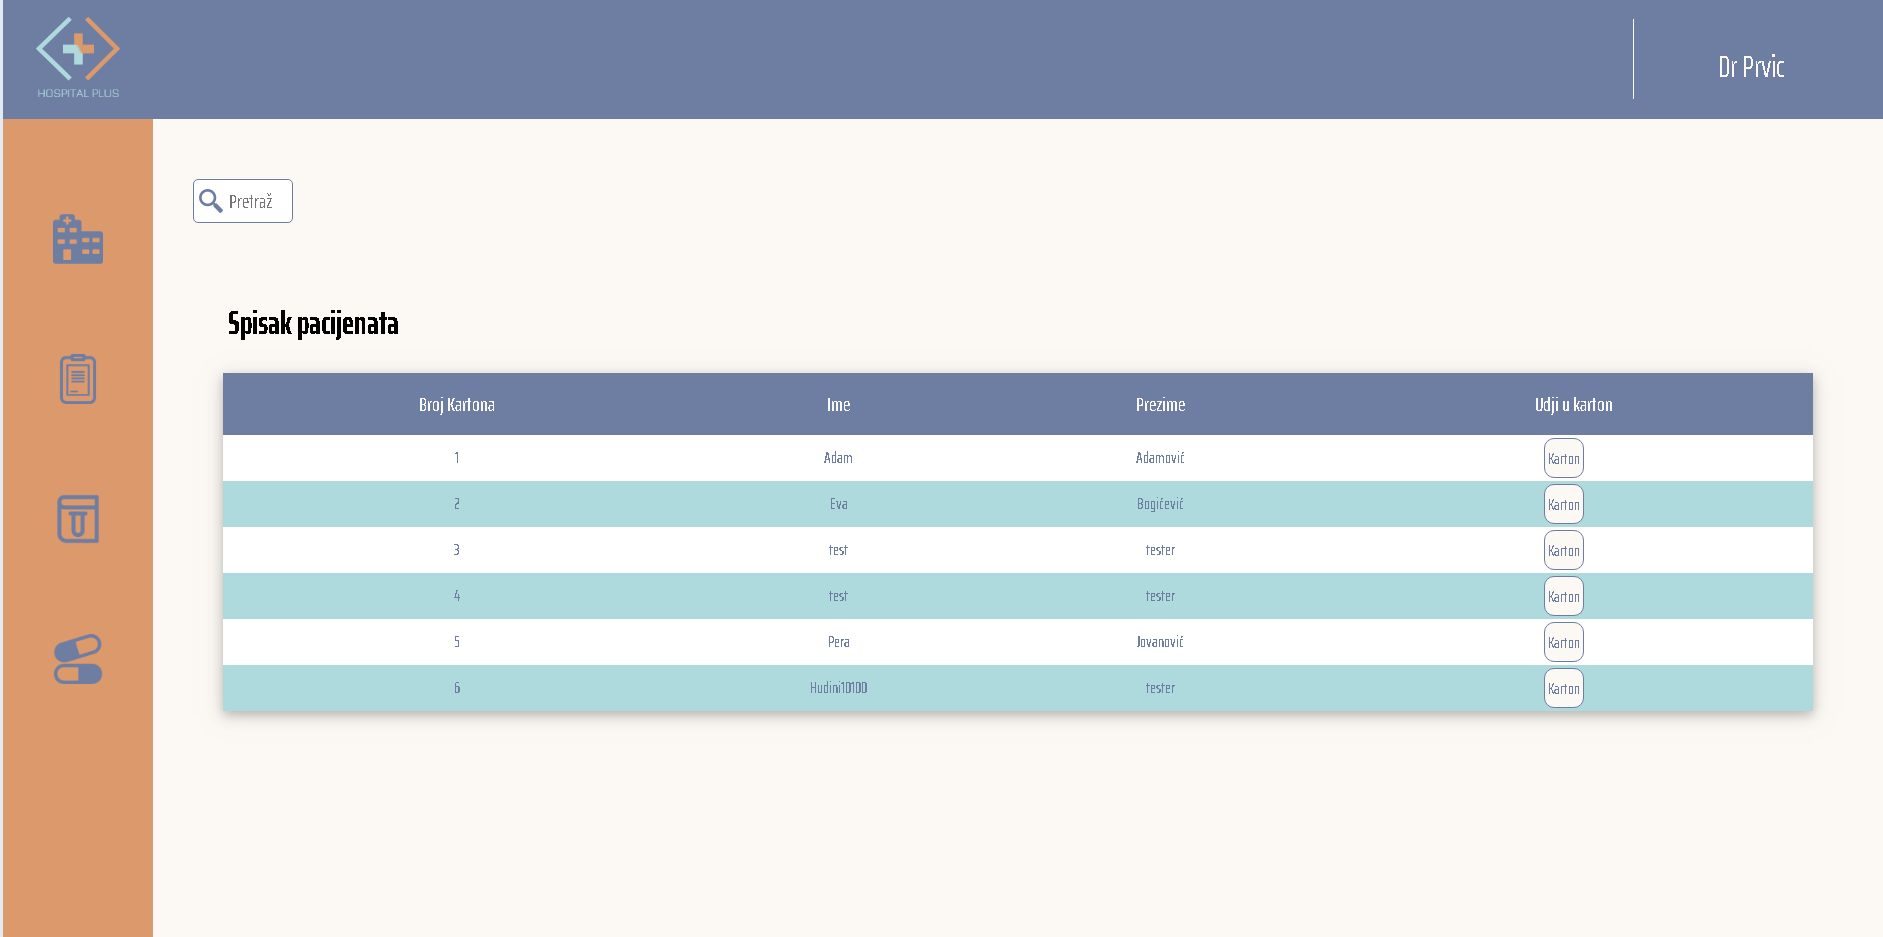 HOSPITAL PLUS
Dr Prvic
Pretraž
Spisak pacijenata
Broj Kartona Ime Prezime Udji u karton
1 Adam Adamović Karton
2 Eva Bogićević Karton
3 test tester Karton
4 test tester Karton
5 Pera Jovanović Karton
6 Hudini10100 tester Karton